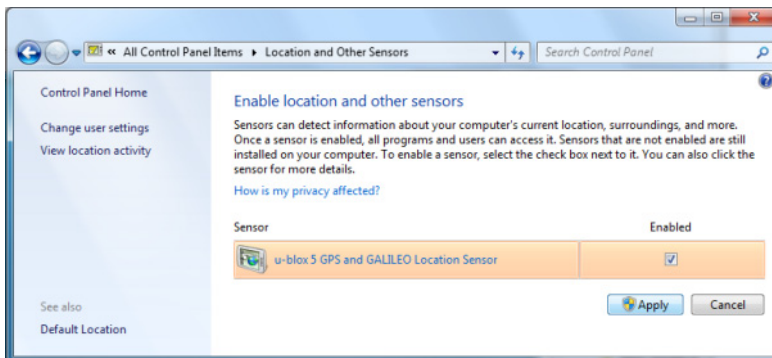 « All Control Panel Items ▸ Location and Other Sensors
Search Control Panel
Control Panel Home
Change user settings
View location activity
Enable location and other sensors
Sensors can detect information about your computer's current location, surroundings, and more.
Once a sensor is enabled, all programs and users can access it. Sensors that are not enabled are still
installed on your computer. To enable a sensor, select the check box next to it. You can also click the
sensor for more details.
How is my privacy affected?
Sensor Enabled
u-blox 5 GPS and GALILEO Location Sensor
Apply Cancel
See also
Default Location